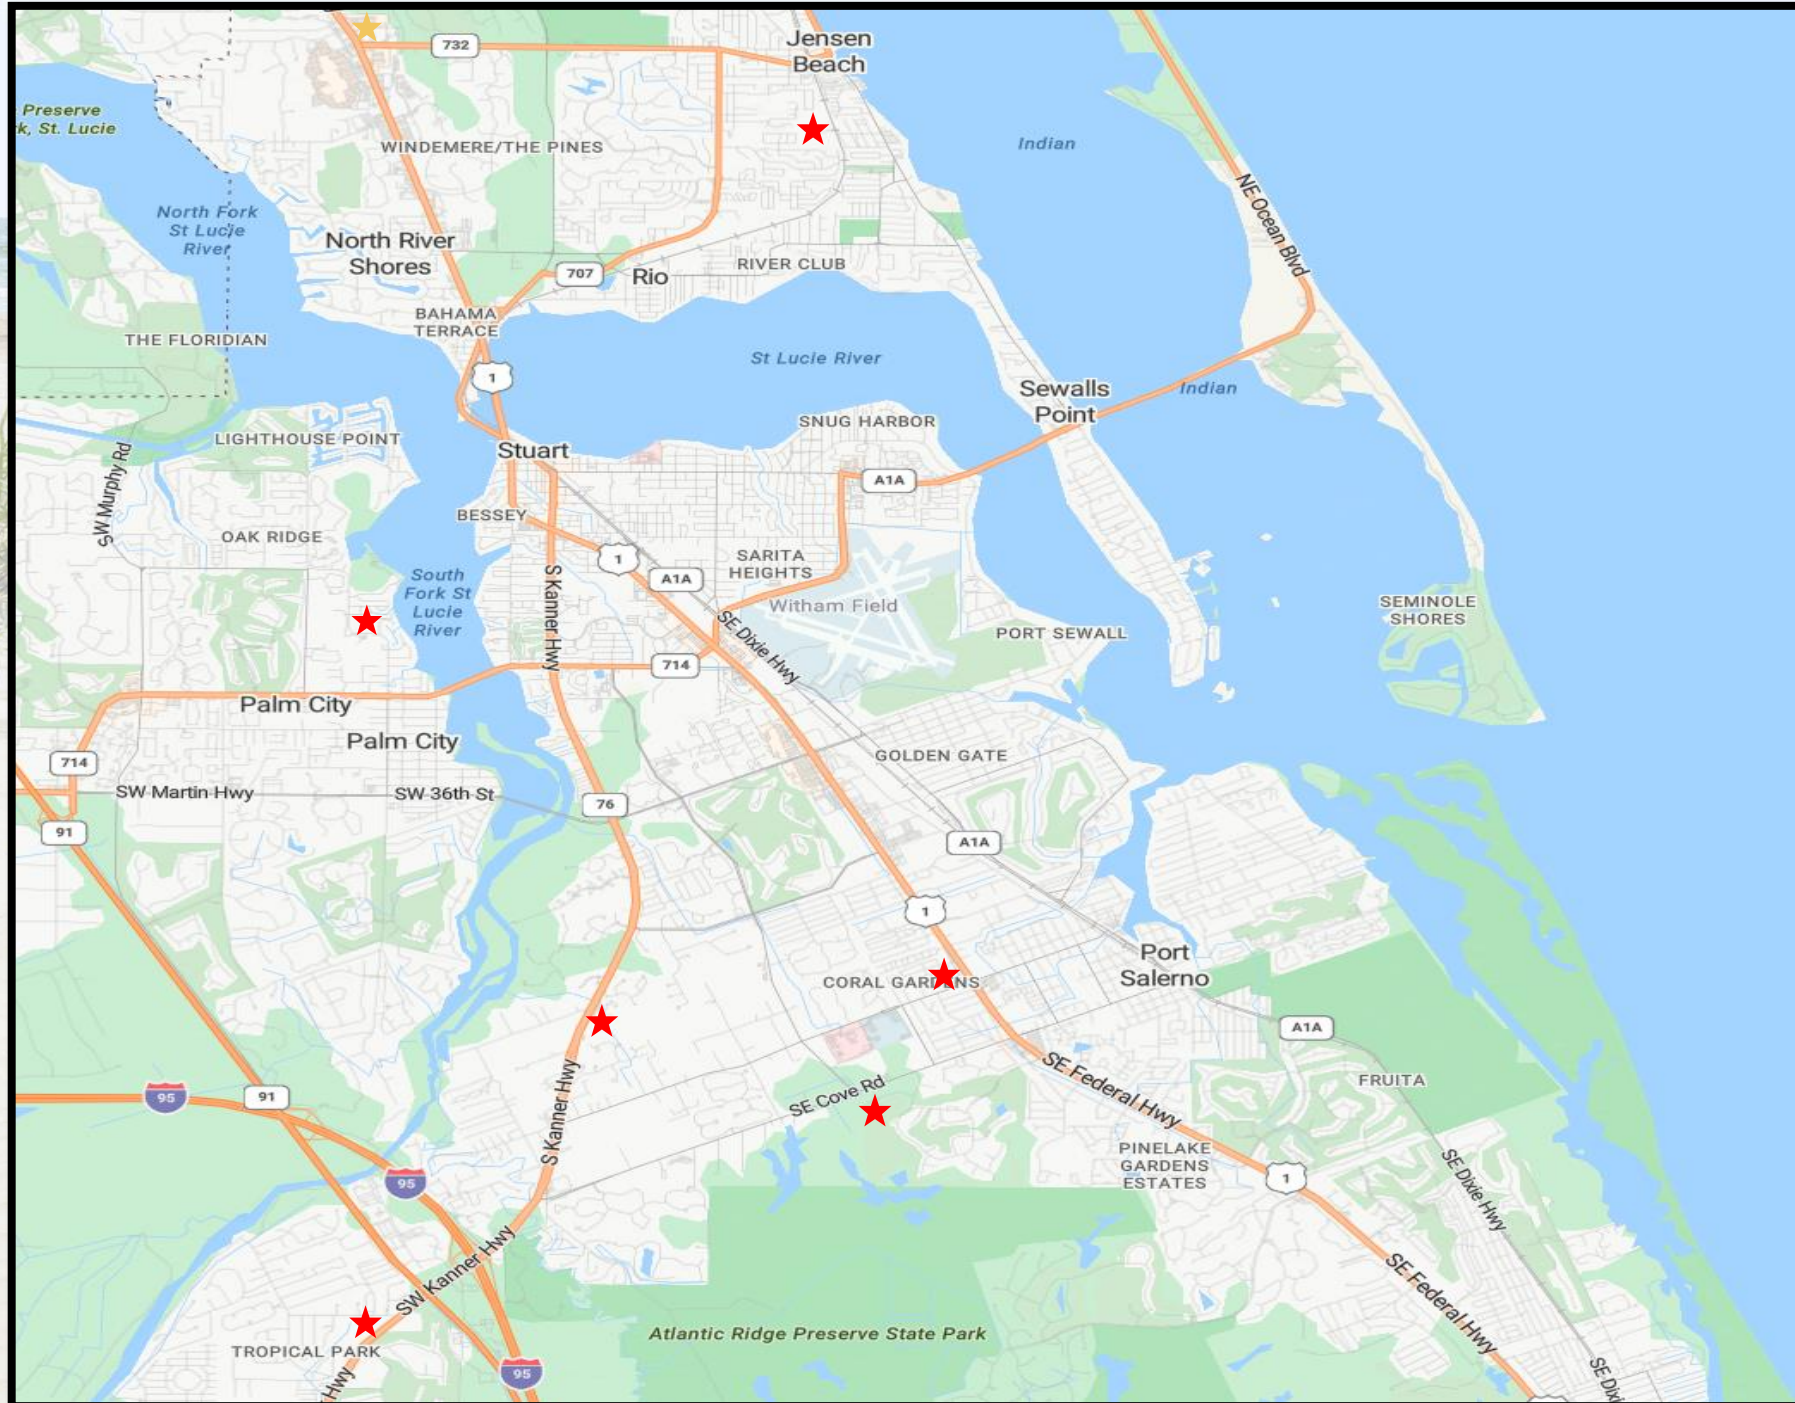 732
Jensen
Beach
Preserve
k, St. Lucie
WINDEMERE/THE PINES
Indian
North Fork
St Lucie
River
NE Ocean Blvd
North River
Shores
707
Rio
RIVER CLUB
BAHAMA
TERRACE
THE FLORIDIAN
1
St Lucie River
Sewalls
Point
Indian
LIGHTHOUSE POINT
SNUG HARBOR
Stuart
SW Murphy Rd
A1A
BESSEY
OAK RIDGE
1
SARITA
HEIGHTS
A1A
South
Fork St
Lucie
River
S Kanner Hwy
Witham Field
SEMINOLE
SHORES
SE Dixie Hwy
PORT SEWALL
714
Palm City
Palm City
GOLDEN GATE
714
SW Martin Hwy
SW 36th St
76
91
A1A
1
Port
Salerno
CORAL GARDENS
A1A
SE Federal Hwy
FRUITA
95
91
SE Cove Rd
S Kanner Hwy
PINELAKE
GARDENS
ESTATES
95
1
SE Dixie Hwy
SW Kanner Hwy
SE Federal Hwy
Atlantic Ridge Preserve State Park
TROPICAL PARK
95
Hwy
SE Dixi